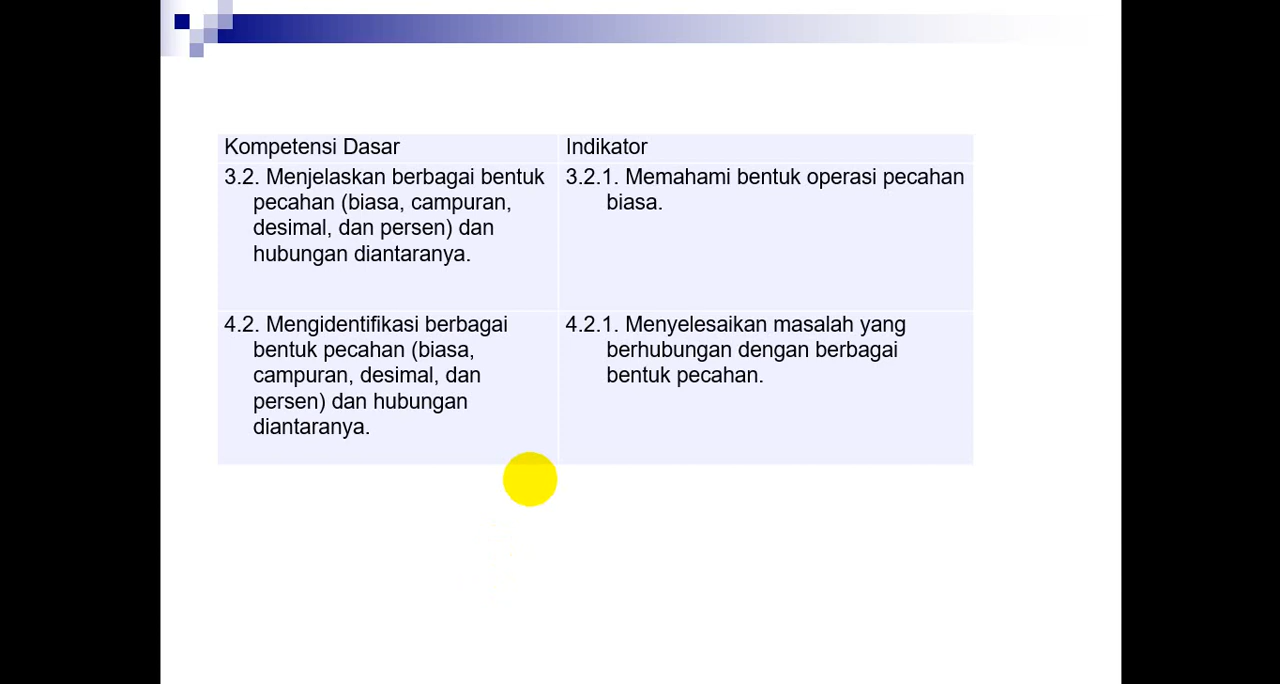 Kompetensi Dasar
Indikator
3.2. Menjelaskan berbagai bentuk
pecahan (biasa, campuran,
desimal, dan persen) dan
hubungan diantaranya.
3.2.1. Memahami bentuk operasi pecahan
biasa.
4.2. Mengidentifikasi berbagai
bentuk pecahan (biasa,
campuran, desimal, dan
persen) dan hubungan
diantaranya.
4.2.1. Menyelesaikan masalah yang
berhubungan dengan berbagai
bentuk pecahan.